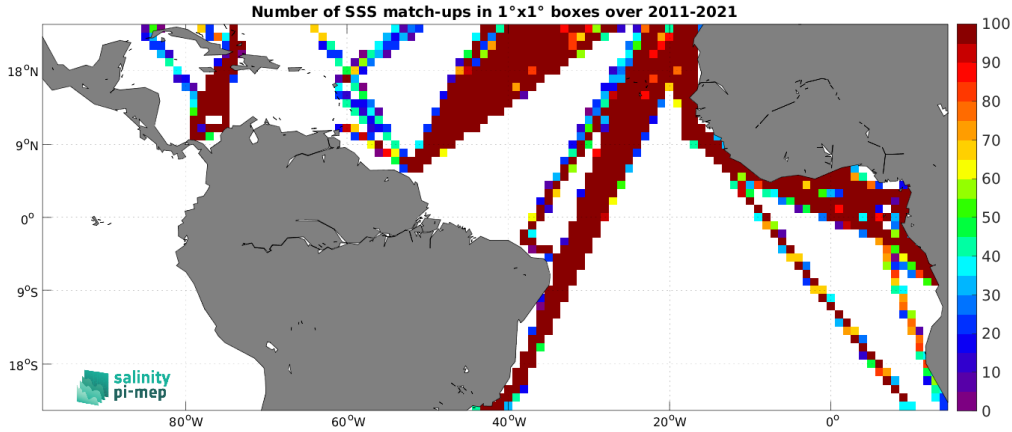 Number of SSS match-ups in 1°x1° boxes over 2011-2021
100
90
80
70
60
50
40
30
20
10
0
18°N
9°N
0°
9°S
18°S
80°W
60°W
40°W
20°W
0°
salinity
pi-mep